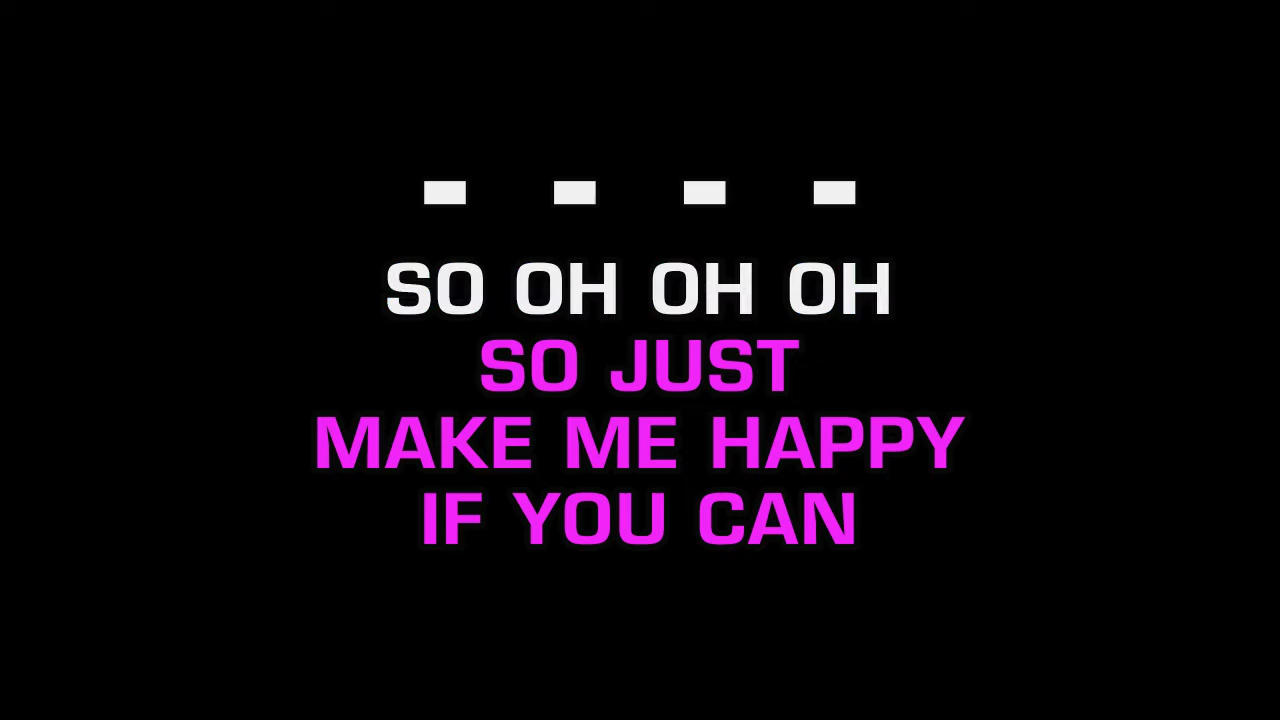 - - - -
SO OH OH OH
SO JUST
MAKE ME HAPPY
IF YOU CAN